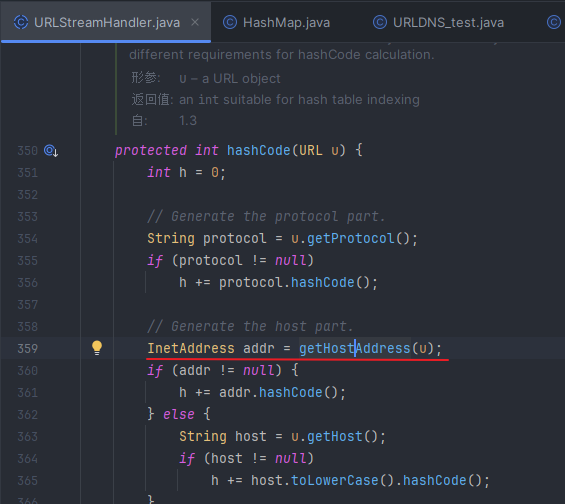 URLStreamHandler.java × HashMap.java URLDNS_test.java
different requirements for hashCode calculation.
形参: u – a URL object
返回值: an int suitable for hash table indexing
自: 1.3
350 protected int hashCode(URL u) {
351 int h = 0;
352
353 // Generate the protocol part.
354 String protocol = u.getProtocol();
355 if (protocol != null)
356 h += protocol.hashCode();
357
358 // Generate the host part.
359 InetAddress addr = getHostAddress(u);
360 if (addr != null) {
361 h += addr.hashCode();
362 } else {
363 String host = u.getHost();
364 if (host != null)
365 h += host.toLowerCase().hashCode();
366 }